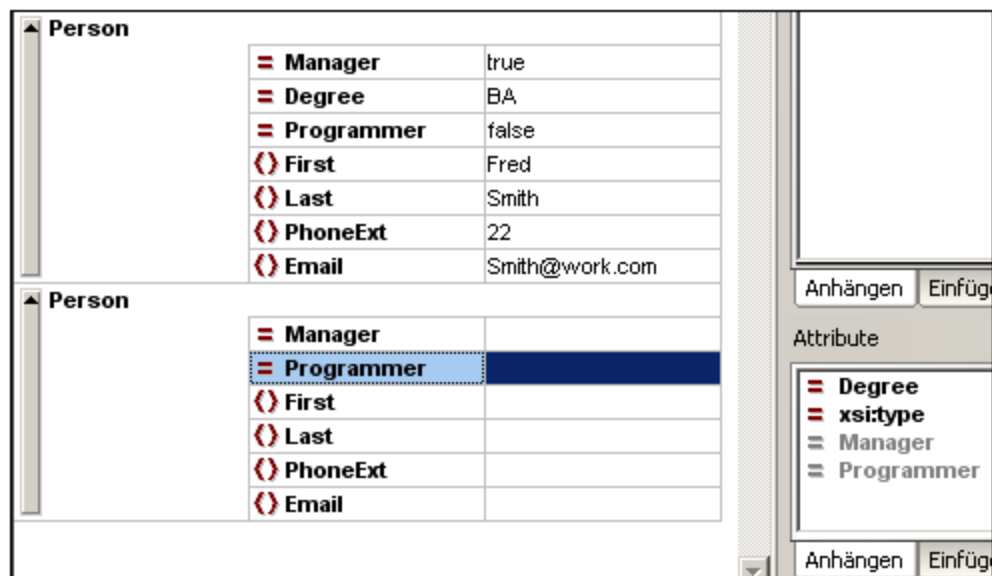 Person
= Manager true
= Degree BA
= Programmer false
{} First Fred
{} Last Smith
{} PhoneExt 22
{} Email Smith@work.com
Person
= Manager
= Programmer
{} First
{} Last
{} PhoneExt
{} Email
Anhängen
Attribute
= Degree
= xsi:type
= Manager
= Programmer
Anhängen